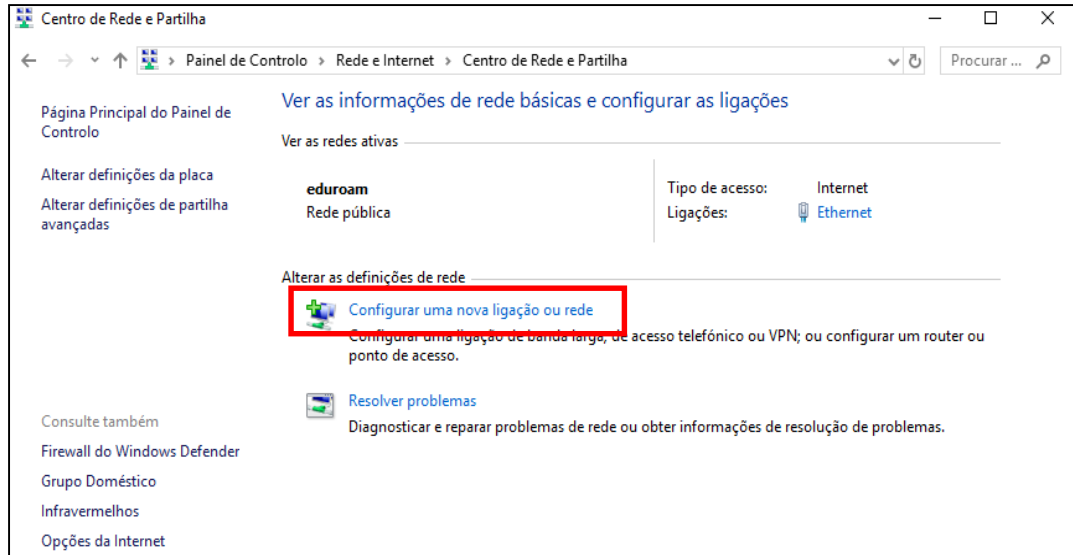 Centro de Rede e Partilha
Painel de Controlo > Rede e Internet > Centro de Rede e Partilha
Procurar ...
Página Principal do Painel de
Controlo
Alterar definições da placa
Alterar definições de partilha
avançadas
Ver as informações de rede básicas e configurar as ligações
Ver as redes ativas
eduroam
Rede pública
Tipo de acesso: Internet
Ligações: Ethernet
Alterar as definições de rede
Configurar uma nova ligação ou rede
Configurar uma ligação de banda larga, de acesso telefónico ou VPN; ou configurar um router ou
ponto de acesso.
Resolver problemas
Diagnosticar e reparar problemas de rede ou obter informações de resolução de problemas.
Consulte também
Firewall do Windows Defender
Grupo Doméstico
Infravermelhos
Opções da Internet